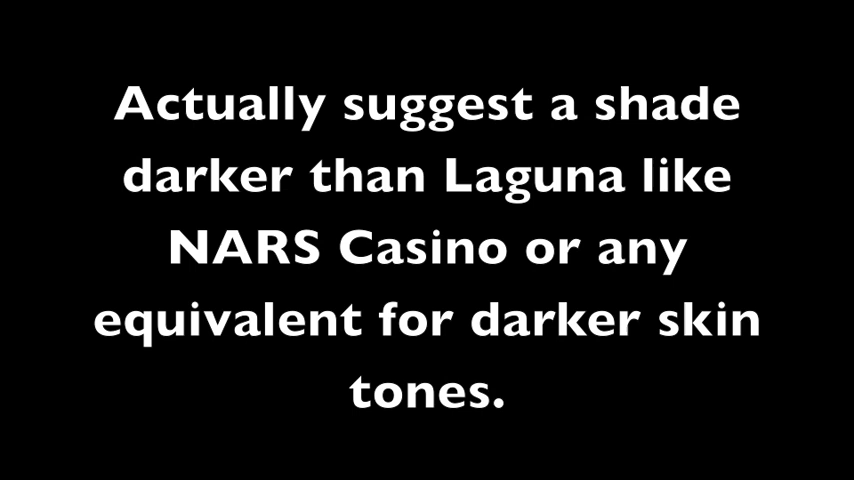 Actually suggest a shade
darker than Laguna like
NARS Casino or any
equivalent for darker skin
tones.